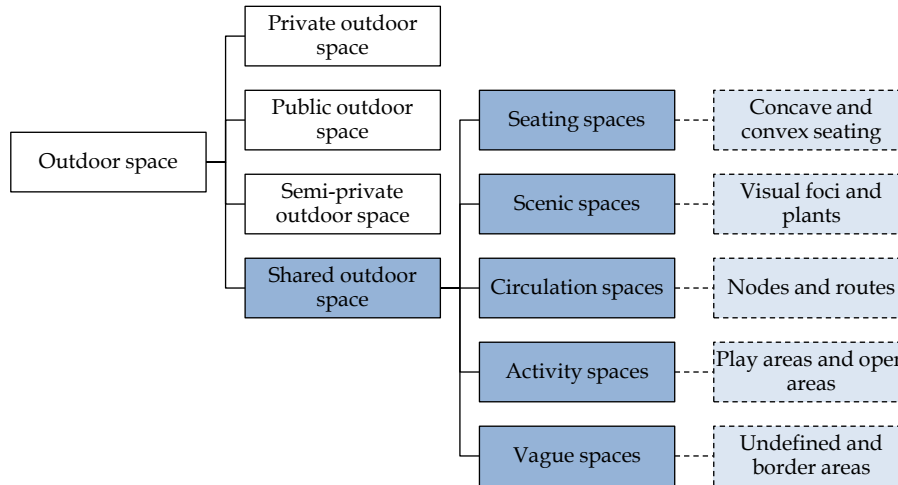 Outdoor space
Private outdoor
space
Public outdoor
space
Semi-private
outdoor space
Shared outdoor
space
Seating spaces
Scenic spaces
Circulation spaces
Activity spaces
Vague spaces
Concave and
convex seating
Visual foci and
plants
Nodes and routes
Play areas and open
areas
Undefined and
border areas